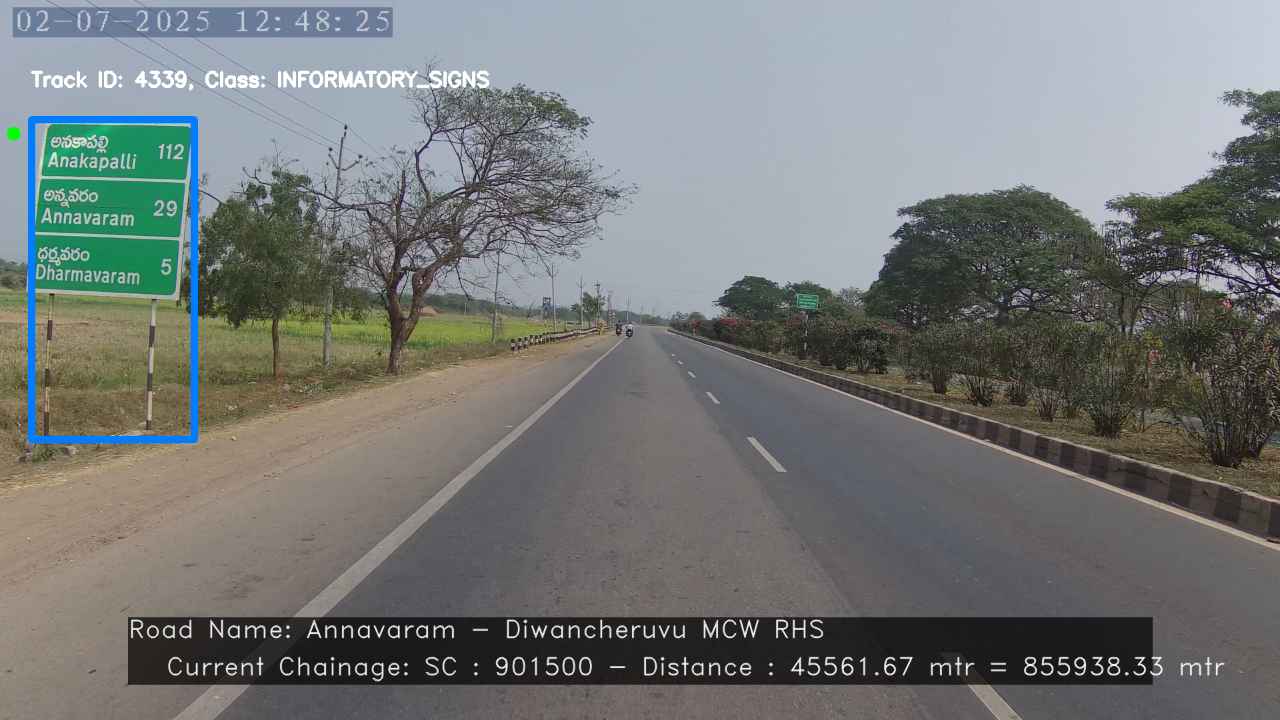 02-07-2025 12:48:25
Track ID: 4339, Class: INFORMATORY_SIGNS
అనకాపల్లి
Anakapalli 112
అన్నవరం
Annavaram 29
ధర్మవరం
Dharmavaram 5
Road Name: Annavaram - Diwancheruvu MCW RHS
Current Chainage: SC : 901500 - Distance : 45561.67 mtr = 855938.33 mtr